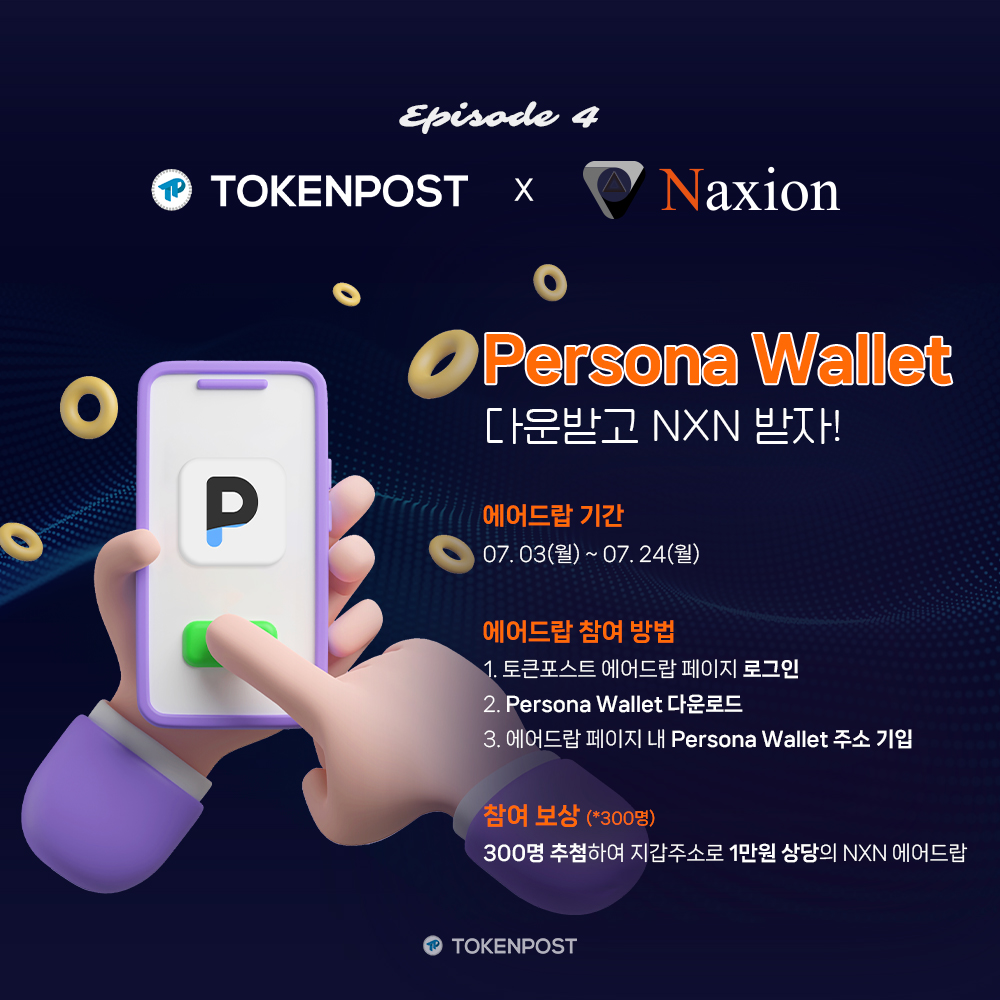 Episode 4
TP TOKENPOST X Naxion
Persona Wallet
다운받고 NXN 받자!
P
에어드랍 기간
07. 03(월) ~ 07. 24(월)
에어드랍 참여 방법
1. 토큰포스트 에어드랍 페이지 로그인
2. Persona Wallet 다운로드
3. 에어드랍 페이지 내 Persona Wallet 주소 기입
참여 보상 (*300명)
300명 추첨하여 지갑주소로 1만원 상당의 NXN 에어드랍
TP TOKENPOST